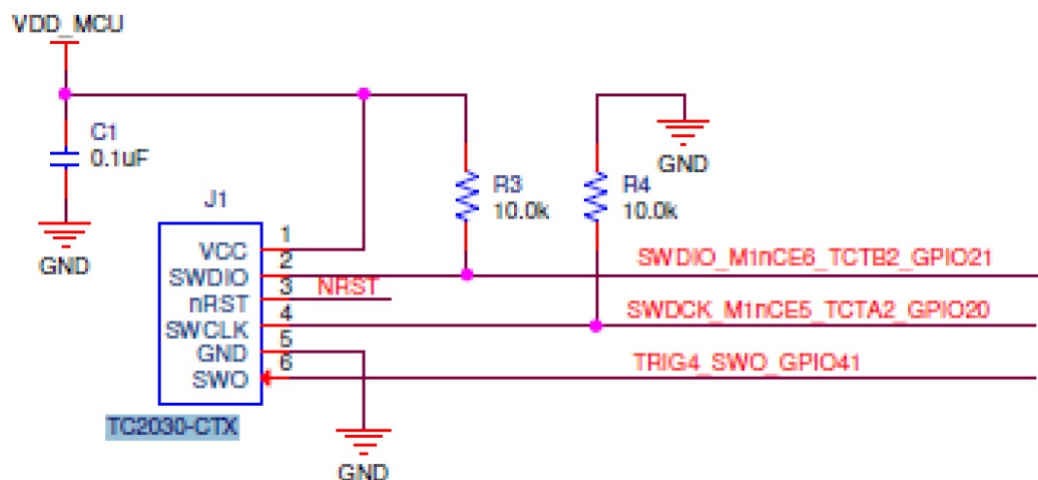 VDD_MCU
C1
0.1uF
GND
J1
R3
10.0k
R4
10.0k
GND
VCC 1
SWDIO 2
nRST 3
SWCLK 4
GND 5
SWO 6
NRST
SWDIO_M1nCE6_TCTB2_GPIO21
SWDCK_M1nCE5_TCTA2_GPIO20
TRIG4_SWO_GPIO41
TC2030-CTX
GND